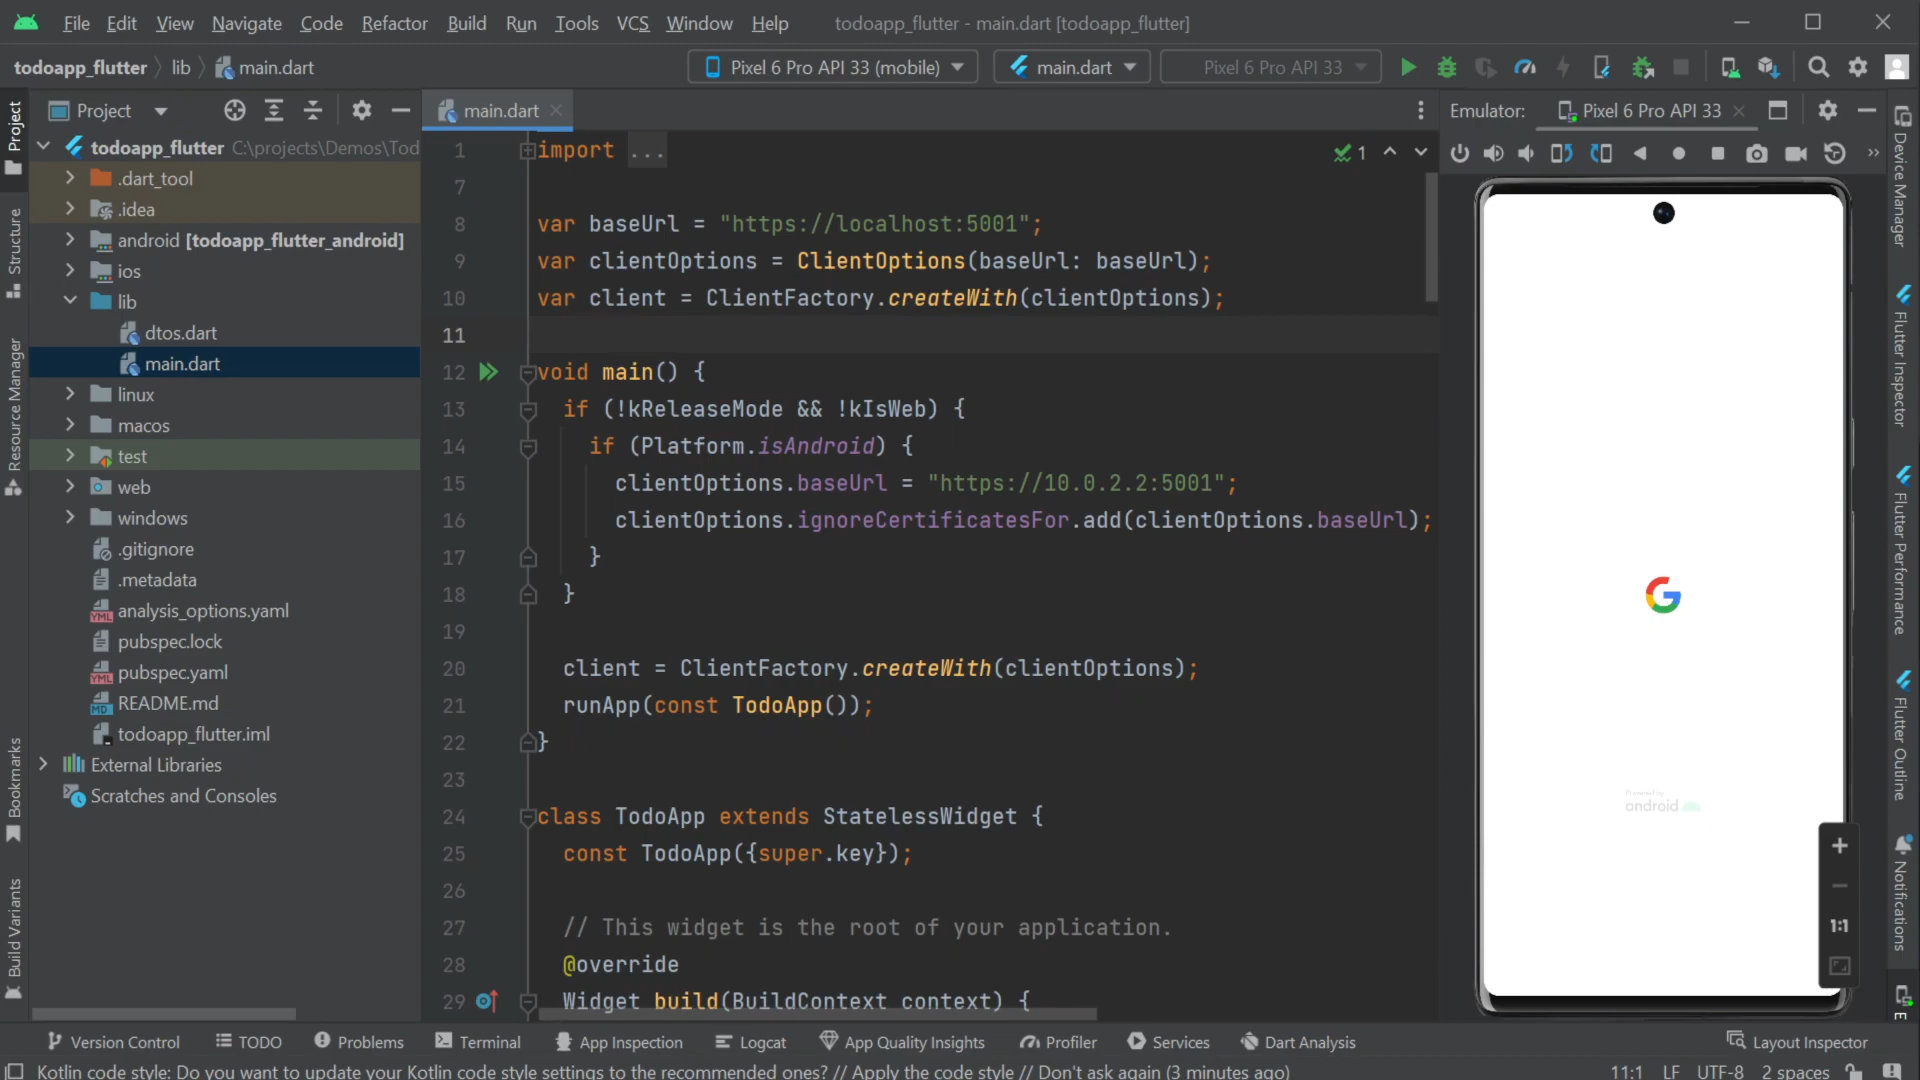 File Edit View Navigate Code Refactor Build Run Tools VCS Window Help todoapp_flutter - main.dart [todoapp_flutter]
todoapp_flutter lib main.dart Pixel 6 Pro API 33 (mobile) main.dart Pixel 6 Pro API 33
Project main.dart Emulator: Pixel 6 Pro API 33
todoapp_flutter C:\projects\Demos\Tod
.dart_tool
.idea
android [todoapp_flutter_android]
ios
lib
dtos.dart
main.dart
linux
macos
test
web
windows
.gitignore
.metadata
analysis_options.yaml
pubspec.lock
pubspec.yaml
README.md
todoapp_flutter.iml
External Libraries
Scratches and Consoles
Project
Structure
Resource Manager
Bookmarks
Build Variants
1 import ... 1
7
8 var baseUrl = "https://localhost:5001";
9 var clientOptions = ClientOptions(baseUrl: baseUrl);
10 var client = ClientFactory.createWith(clientOptions);
11
12 void main() {
13 if (!kReleaseMode && !kIsWeb) {
14 if (Platform.isAndroid) {
15 clientOptions.baseUrl = "https://10.0.2.2:5001";
16 clientOptions.ignoreCertificatesFor.add(clientOptions.baseUrl);
17 }
18 }
19
20 client = ClientFactory.createWith(clientOptions);
21 runApp(const TodoApp());
22 }
23
24 class TodoApp extends StatelessWidget {
25 const TodoApp({super.key});
26
27 // This widget is the root of your application.
28 @override
29 Widget build(BuildContext context) {
G
Powered by
android
1:1
Device Manager
Flutter Inspector
Flutter Performance
Flutter Outline
Notifications
E
Version Control TODO Problems Terminal App Inspection Logcat App Quality Insights Profiler Services Dart Analysis Layout Inspector
Kotlin code style: Do you want to update your Kotlin code style settings to the recommended ones? // Apply the code style // Don't ask again (3 minutes ago) 11:1 LF UTF-8 2 spaces